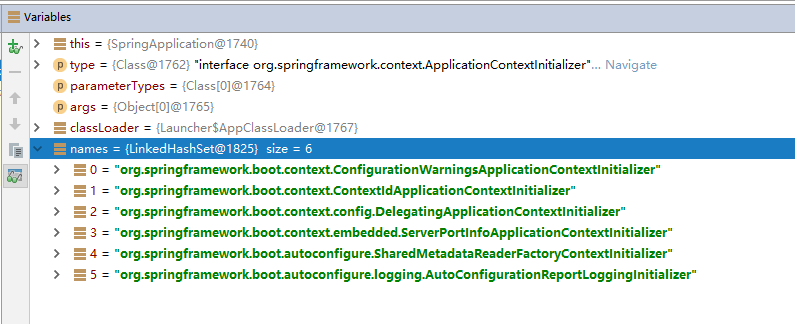 Variables
this = {SpringApplication@1740}
type = {Class@1762} "interface org.springframework.context.ApplicationContextInitializer"... Navigate
parameterTypes = {Class[0]@1764}
args = {Object[0]@1765}
classLoader = {Launcher$AppClassLoader@1767}
names = {LinkedHashSet@1825} size = 6
0 = "org.springframework.boot.context.ConfigurationWarningsApplicationContextInitializer"
1 = "org.springframework.boot.context.ContextIdApplicationContextInitializer"
2 = "org.springframework.boot.context.config.DelegatingApplicationContextInitializer"
3 = "org.springframework.boot.context.embedded.ServerPortInfoApplicationContextInitializer"
4 = "org.springframework.boot.autoconfigure.SharedMetadataReaderFactoryContextInitializer"
5 = "org.springframework.boot.autoconfigure.logging.AutoConfigurationReportLoggingInitializer"